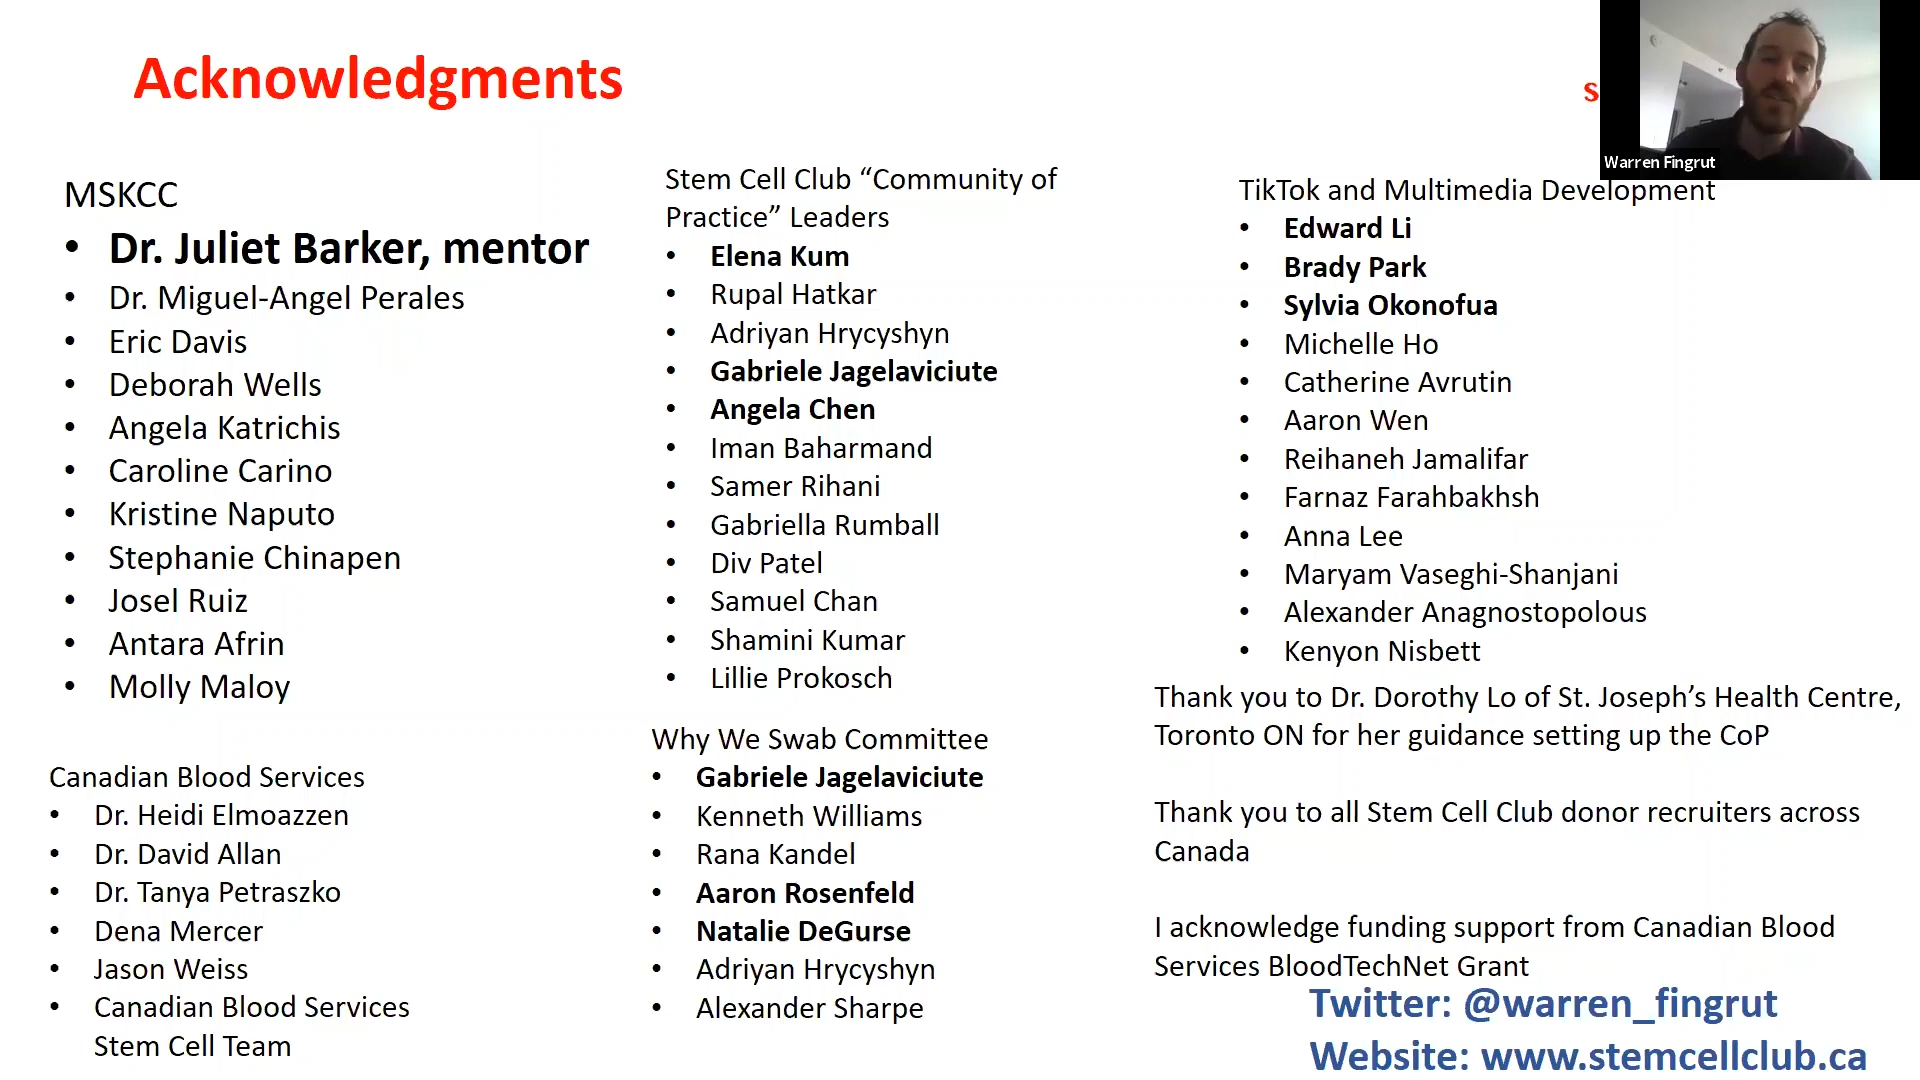 Acknowledgments
s
Warren Fingrut
MSKCC
• Dr. Juliet Barker, mentor
• Dr. Miguel-Angel Perales
• Eric Davis
• Deborah Wells
• Angela Katrichis
• Caroline Carino
• Kristine Naputo
• Stephanie Chinapen
• Josel Ruiz
• Antara Afrin
• Molly Maloy
Canadian Blood Services
• Dr. Heidi Elmoazzen
• Dr. David Allan
• Dr. Tanya Petraszko
• Dena Mercer
• Jason Weiss
• Canadian Blood Services
Stem Cell Team
Stem Cell Club “Community of
Practice” Leaders
• Elena Kum
• Rupal Hatkar
• Adriyan Hrycyshyn
• Gabriele Jagelaviciute
• Angela Chen
• Iman Baharmand
• Samer Rihani
• Gabriella Rumball
• Div Patel
• Samuel Chan
• Shamini Kumar
• Lillie Prokosch
Why We Swab Committee
• Gabriele Jagelaviciute
• Kenneth Williams
• Rana Kandel
• Aaron Rosenfeld
• Natalie DeGurse
• Adriyan Hrycyshyn
• Alexander Sharpe
TikTok and Multimedia Development
• Edward Li
• Brady Park
• Sylvia Okonofua
• Michelle Ho
• Catherine Avrutin
• Aaron Wen
• Reihaneh Jamalifar
• Farnaz Farahbakhsh
• Anna Lee
• Maryam Vaseghi-Shanjani
• Alexander Anagnostopolous
• Kenyon Nisbett
Thank you to Dr. Dorothy Lo of St. Joseph’s Health Centre,
Toronto ON for her guidance setting up the CoP
Thank you to all Stem Cell Club donor recruiters across
Canada
I acknowledge funding support from Canadian Blood
Services BloodTechNet Grant
Twitter: @warren_fingrut
Website: www.stemcellclub.ca